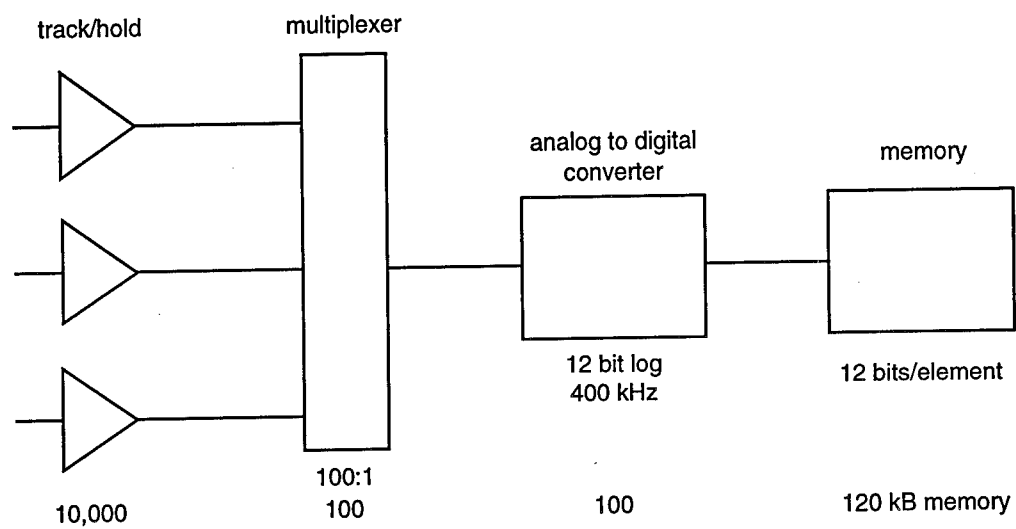 track/hold
multiplexer
analog to digital
converter
memory
12 bit log
400 kHz
12 bits/element
100:1
10,000
100
100
120 kB memory